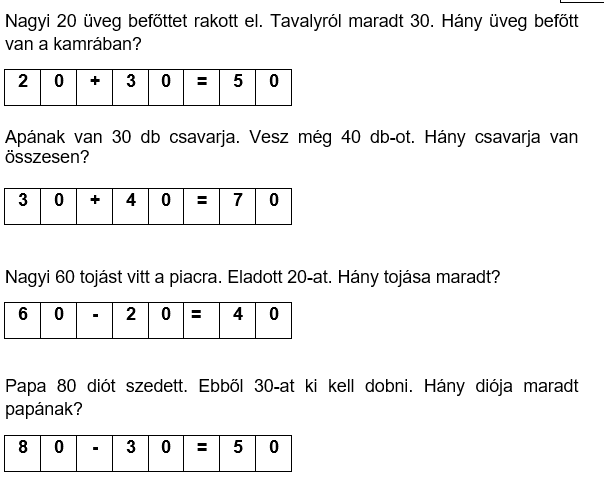 Nagyi 20 üveg befőttet rakott el. Tavalyról maradt 30. Hány üveg befőtt
van a kamrában?
2 0 + 3 0 = 5 0
Apának van 30 db csavarja. Vesz még 40 db-ot. Hány csavarja van
összesen?
3 0 + 4 0 = 7 0
Nagyi 60 tojást vitt a piacra. Eladott 20-at. Hány tojása maradt?
6 0 - 2 0 = 4 0
Papa 80 diót szedett. Ebből 30-at ki kell dobni. Hány diója maradt
papának?
8 0 - 3 0 = 5 0